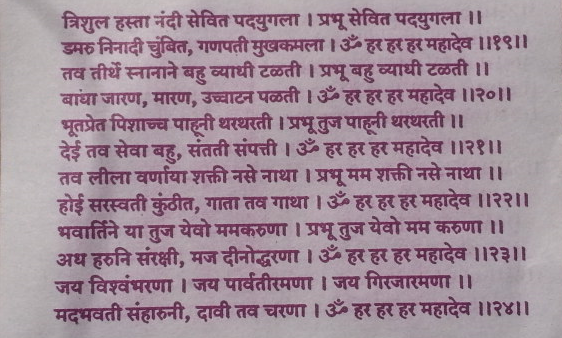 त्रिशुल हस्ता नंदी सेवित पदयुगला । प्रभू सेवित पदयुगला ।।
डमरु निनादी चुंवित, गणपती मुखकमला । ॐ हर हर हर महादेव ।।१९।।
तव तीर्थे स्नानाने बहु व्याधी टळती । प्रभू बहु व्याधी टळती ।।
बाधा जारण, मारण, उच्चाटन पळती । ॐ हर हर हर महादेव ।।२०।।
भूतप्रेत पिशाच्च पाहूनी थरथरती । प्रभू तुज पाहूनी थरथरती ।।
देई तव सेवा बहु, संतती संपत्ती । ॐ हर हर हर महादेव ।।२१।।
तव लीला वर्णाया शक्ती नसे नाथा । प्रभू मम शक्ती नसे नाथा ।।
होई सरस्वती कुंठीत, गाता तव गाथा । ॐ हर हर हर महादेव ।।२२।।
भवार्तिने या तुज येवो ममकरुणा । प्रभू तुज येवो मम करुणा ।।
अध हरुनि संरक्षी, मज दीनोद्धरणा । ॐ हर हर हर महादेव ।।२३।।
जय विश्वंभरणा । जय पार्वतीरमणा । जय गिरजारमणा ।।
मदभवती संहारुनी, दावी तव चरणा । ॐ हर हर हर महादेव ।।२४।।